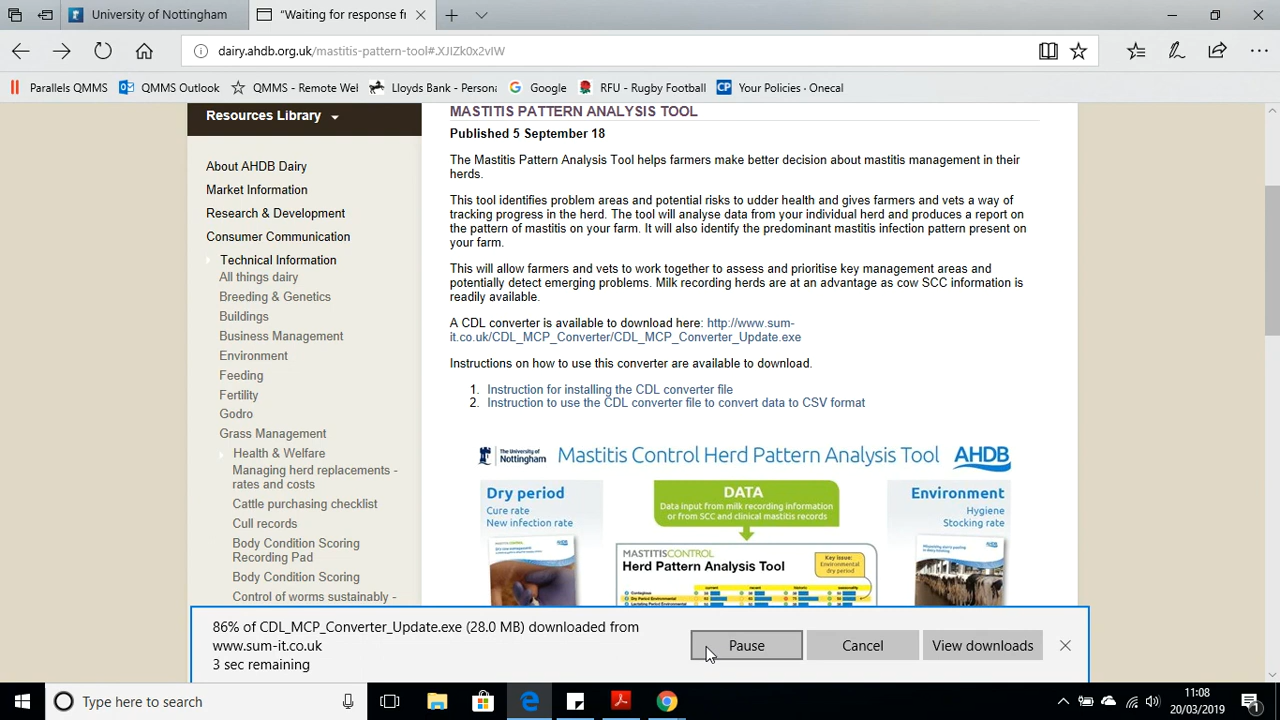 University of Nottingham
"Waiting for response fr
dairy.ahdb.org.uk/mastitis-pattern-tool#.XJIZk0x2vIW
Parallels QMMS
QMMS Outlook
QMMS - Remote Wel
Lloyds Bank - Persona
Google
RFU - Rugby Football
CP
Your Policies - Onecal
Resources Library
About AHDB Dairy
Market Information
Research & Development
Consumer Communication
Technical Information
All things dairy
Breeding & Genetics
Buildings
Business Management
Environment
Feeding
Fertility
Godro
Grass Management
Health & Welfare
Managing herd replacements -
rates and costs
Cattle purchasing checklist
Cull records
Body Condition Scoring
Recording Pad
Body Condition Scoring
Control of worms sustainably -
MASTITIS PATTERN ANALYSIS TOOL
Published 5 September 18
The Mastitis Pattern Analysis Tool helps farmers make better decision about mastitis management in their
herds.
This tool identifies problem areas and potential risks to udder health and gives farmers and vets a way of
tracking progress in the herd. The tool will analyse data from your individual herd and produces a report on
the pattern of mastitis on your farm. It will also identify the predominant mastitis infection pattern present on
your farm.
This will allow farmers and vets to work together to assess and prioritise key management areas and
potentially detect emerging problems. Milk recording herds are at an advantage as cow SCC information is
readily available.
A CDL converter is available to download here: http://www.sum-
it.co.uk/CDL_MCP_Converter/CDL_MCP_Converter_Update.exe
Instructions on how to use this converter are available to download.
1. Instruction for installing the CDL converter file
2. Instruction to use the CDL converter file to convert data to CSV format
The University of
Nottingham
Mastitis Control Herd Pattern Analysis Tool
AHDB
Dry period
Cure rate
New infection rate
DATA
Data input from milk recording information
or from SCC and clinical mastitis records
Environment
Hygiene
Stocking rate
MASTITISCONTROL
Herd Pattern Analysis Tool
Key issue:
Environmental
dry period
86% of CDL_MCP_Converter_Update.exe (28.0 MB) downloaded from
www.sum-it.co.uk
3 sec remaining
Pause
Cancel
View downloads
Type here to search
11:08
20/03/2019